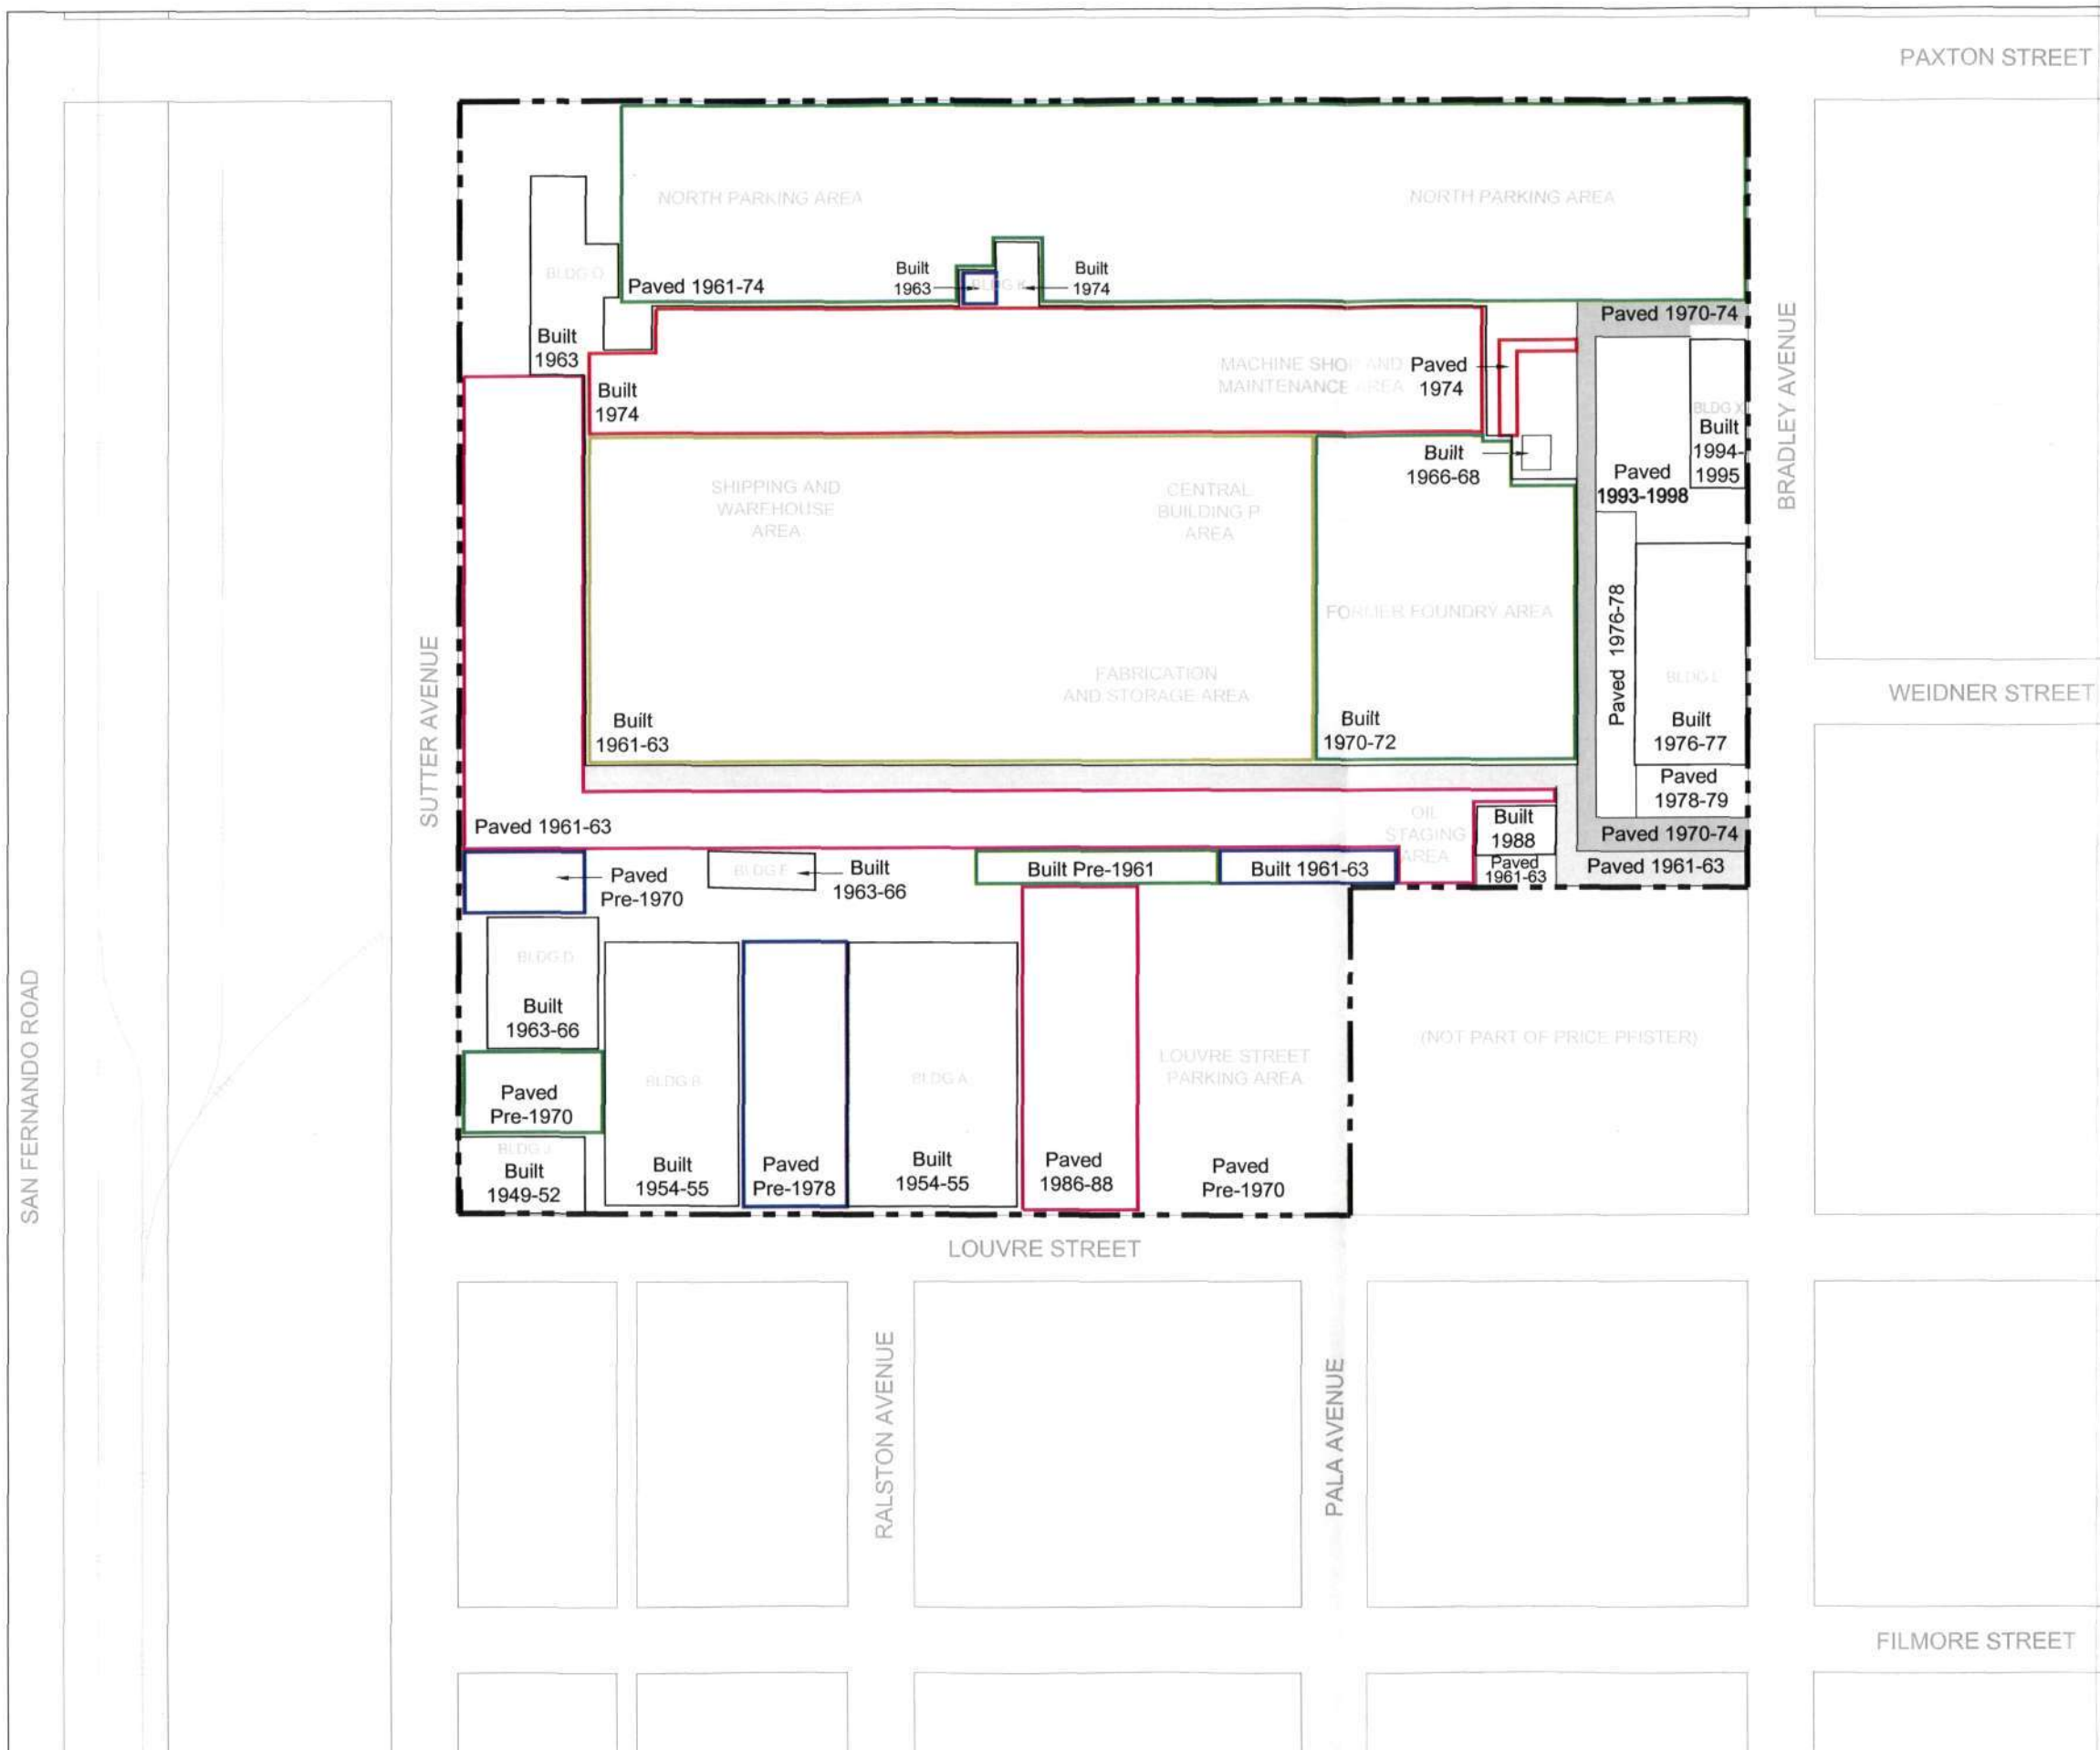 PAXTON STREET
NORTH PARKING AREA
NORTH PARKING AREA
BLDG O
Paved 1961-74
Built
1963
BLDG K
Built
1974
Paved 1970-74
Built
1963
MACHINE SHOP AND
MAINTENANCE AREA
Paved
1974
Built
1974
BLDG X
Built
1994-
1995
BRADLEY AVENUE
Built
1966-68
Paved
1993-1998
SHIPPING AND
WAREHOUSE
AREA
CENTRAL
BUILDING P
AREA
FORMER FOUNDRY AREA
Paved 1976-78
SUTTER AVENUE
FABRICATION
AND STORAGE AREA
BLDG L
WEIDNER STREET
Built
1961-63
Built
1970-72
Built
1976-77
Paved
1978-79
Paved 1961-63
OIL
STAGING
AREA
Built
1988
Paved 1970-74
Paved
1961-63
Paved 1961-63
Paved
Pre-1970
BLDG F
Built
1963-66
Built Pre-1961
Built 1961-63
BLDG D
Built
1963-66
SAN FERNANDO ROAD
Paved
Pre-1970
BLDG B
BLDG A
LOUVRE STREET
PARKING AREA
(NOT PART OF PRICE PFISTER)
BLDG J
Built
1949-52
Built
1954-55
Paved
Pre-1978
Built
1954-55
Paved
1986-88
Paved
Pre-1970
LOUVRE STREET
RALSTON AVENUE
PALA AVENUE
FILMORE STREET